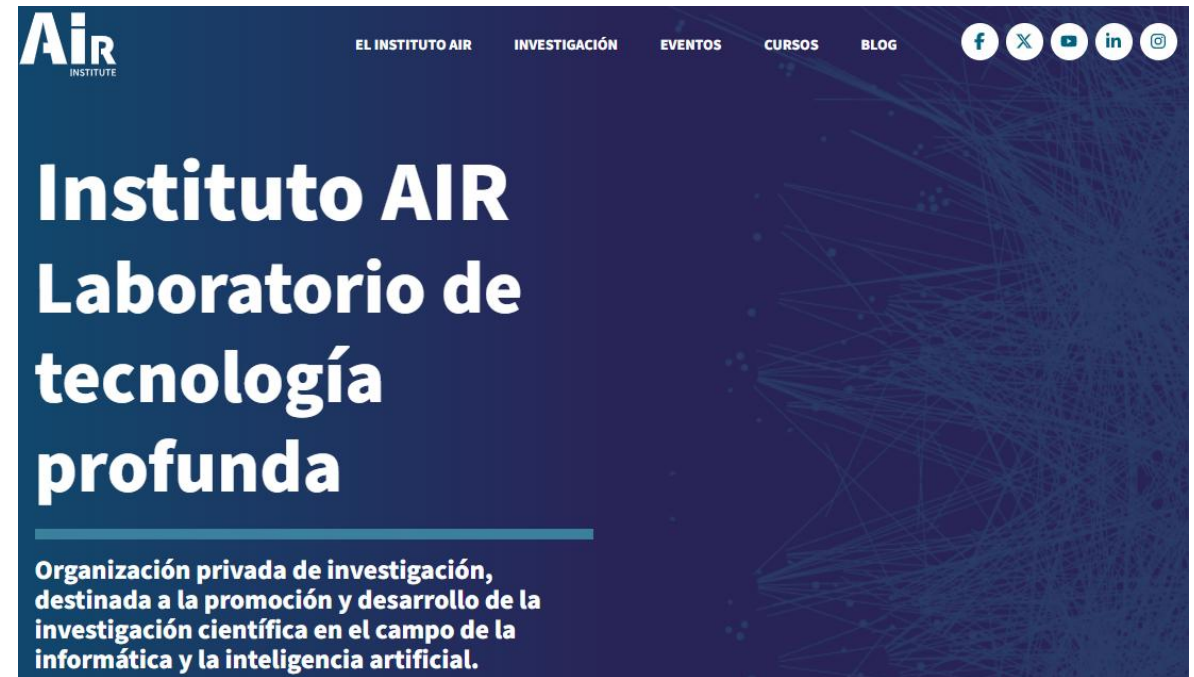 AiR
INSTITUTE
EL INSTITUTO AIR INVESTIGACIÓN EVENTOS CURSOS BLOG
Instituto AIR
Laboratorio de
tecnología
profunda
Organización privada de investigación,
destinada a la promoción y desarrollo de la
investigación científica en el campo de la
informática y la inteligencia artificial.